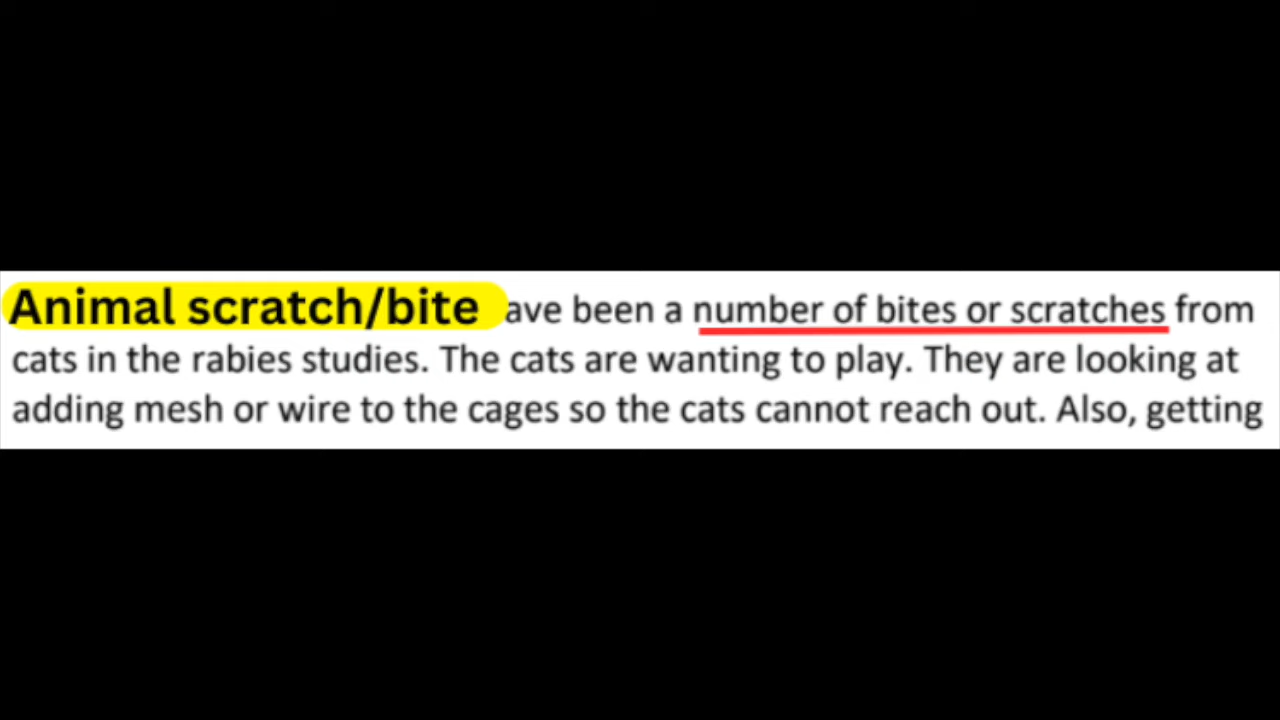 Animal scratch/bite ave been a number of bites or scratches from
cats in the rabies studies. The cats are wanting to play. They are looking at
adding mesh or wire to the cages so the cats cannot reach out. Also, getting